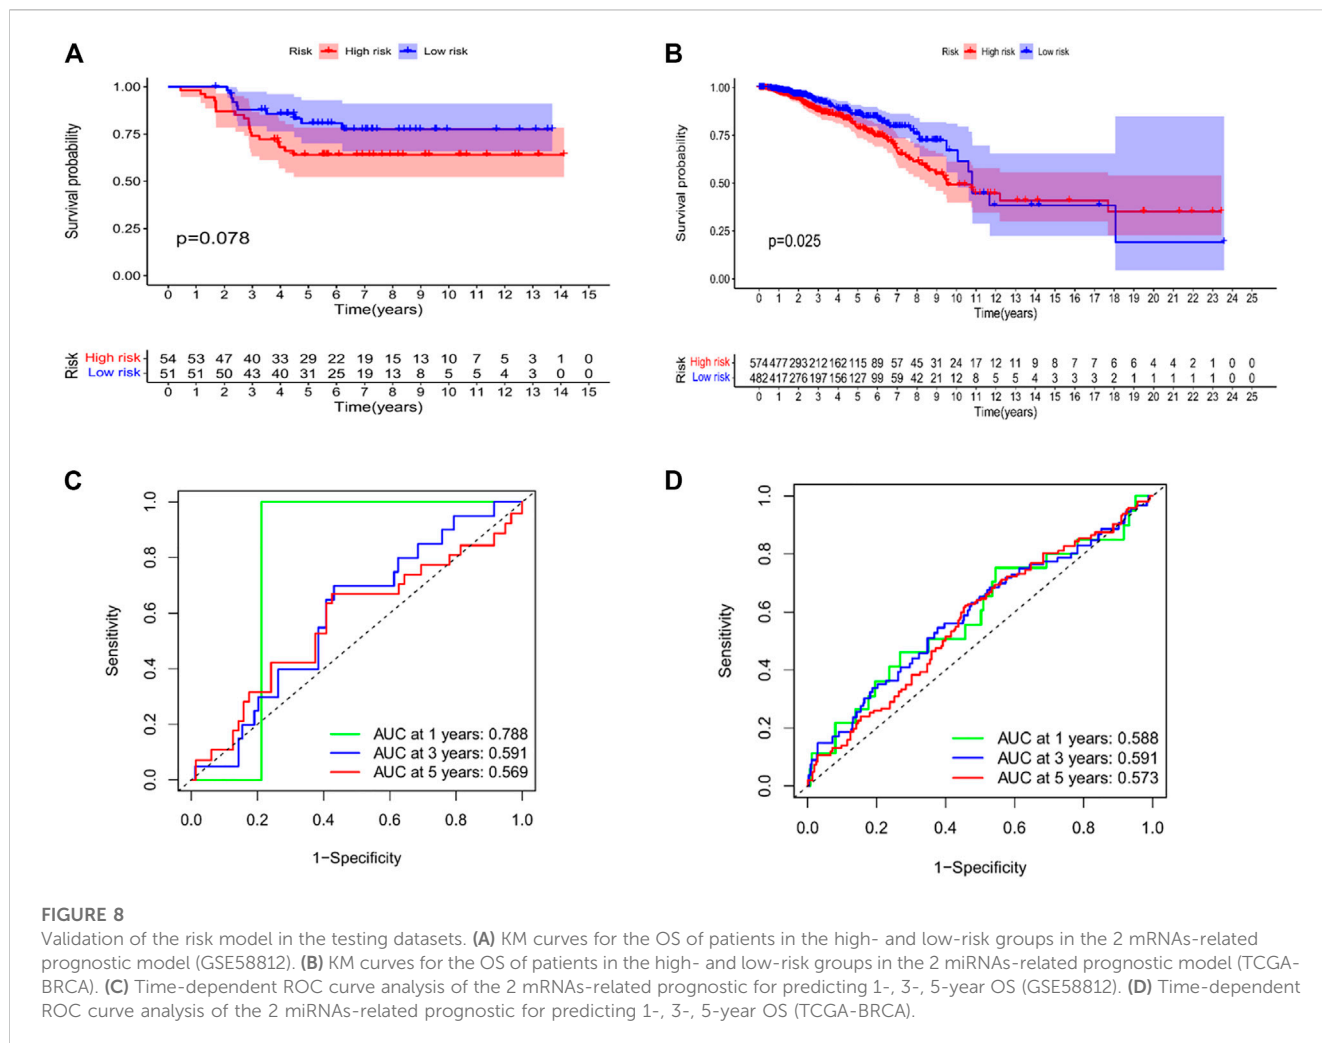 A
Risk High risk Low risk
1.00
0.75
0.50
0.25
0.00
Survival probability
p=0.078
0 1 2 3 4 5 6 7 8 9 10 11 12 13 14 15
Time(years)
Risk
High risk 54 53 47 40 33 29 22 19 15 13 10 7 5 3 1 0
Low risk 51 51 50 43 40 31 25 19 13 8 5 5 4 3 0 0
0 1 2 3 4 5 6 7 8 9 10 11 12 13 14 15
Time(years)
B
Risk High risk Low risk
1.00
0.75
0.50
0.25
0.00
Survival probability
p=0.025
0 1 2 3 4 5 6 7 8 9 10 11 12 13 14 15 16 17 18 19 20 21 22 23 24 25
Time(years)
Risk
High risk 574 477 293 212 162 115 89 57 45 31 24 17 12 11 9 8 7 7 6 6 4 4 2 1 0 0
Low risk 482 417 276 197 156 127 99 59 42 21 12 8 5 5 4 3 3 3 2 1 1 1 1 1 0 0
0 1 2 3 4 5 6 7 8 9 10 11 12 13 14 15 16 17 18 19 20 21 22 23 24 25
Time(years)
C
1.0
0.8
0.6
0.4
0.2
0.0
Sensitivity
AUC at 1 years: 0.788
AUC at 3 years: 0.591
AUC at 5 years: 0.569
0.0 0.2 0.4 0.6 0.8 1.0
1−Specificity
D
1.0
0.8
0.6
0.4
0.2
0.0
Sensitivity
AUC at 1 years: 0.588
AUC at 3 years: 0.591
AUC at 5 years: 0.573
0.0 0.2 0.4 0.6 0.8 1.0
1−Specificity
FIGURE 8
Validation of the risk model in the testing datasets. (A) KM curves for the OS of patients in the high- and low-risk groups in the 2 mRNAs-related
prognostic model (GSE58812). (B) KM curves for the OS of patients in the high- and low-risk groups in the 2 miRNAs-related prognostic model (TCGA-
BRCA). (C) Time-dependent ROC curve analysis of the 2 mRNAs-related prognostic for predicting 1-, 3-, 5-year OS (GSE58812). (D) Time-dependent
ROC curve analysis of the 2 miRNAs-related prognostic for predicting 1-, 3-, 5-year OS (TCGA-BRCA).